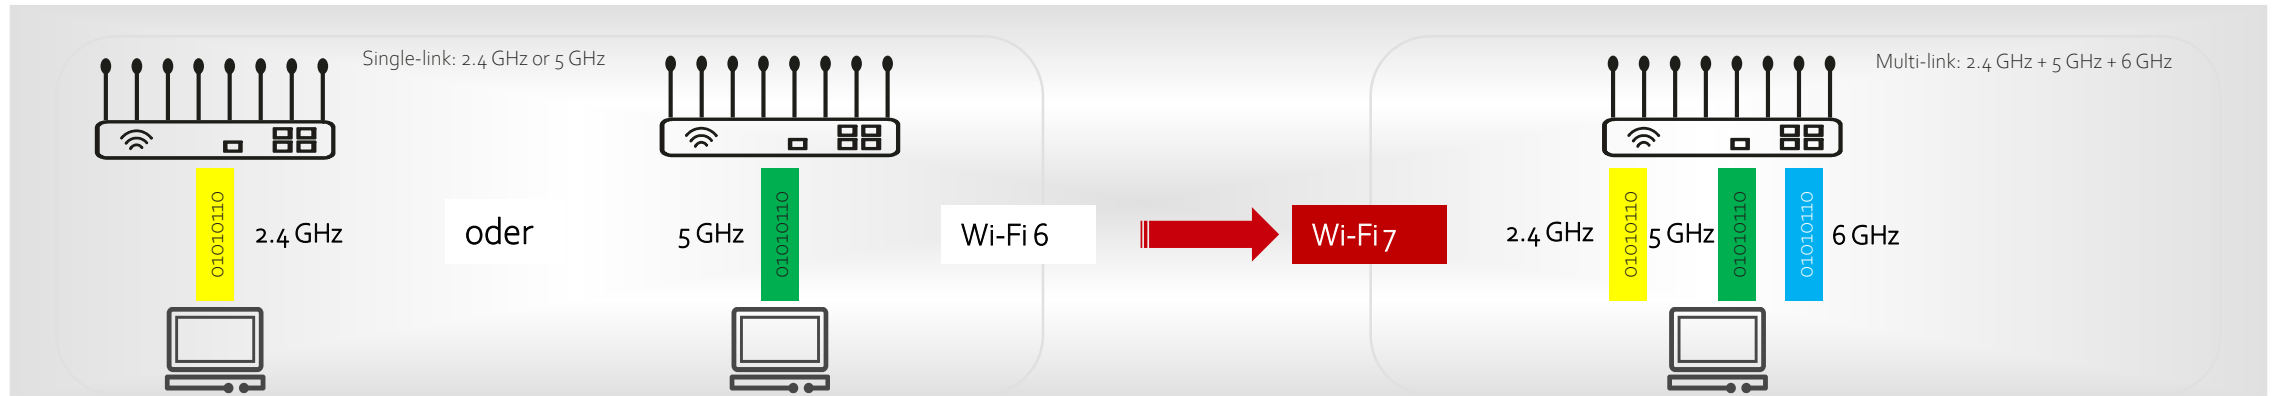 Single-link: 2.4 GHz or 5 GHz
01010110
2.4 GHz
oder
5 GHz
01010110
Wi-Fi 6
Wi-Fi 7
Multi-link: 2.4 GHz + 5 GHz + 6 GHz
2.4 GHz
01010110
5 GHz
01010110
01010110
6 GHz